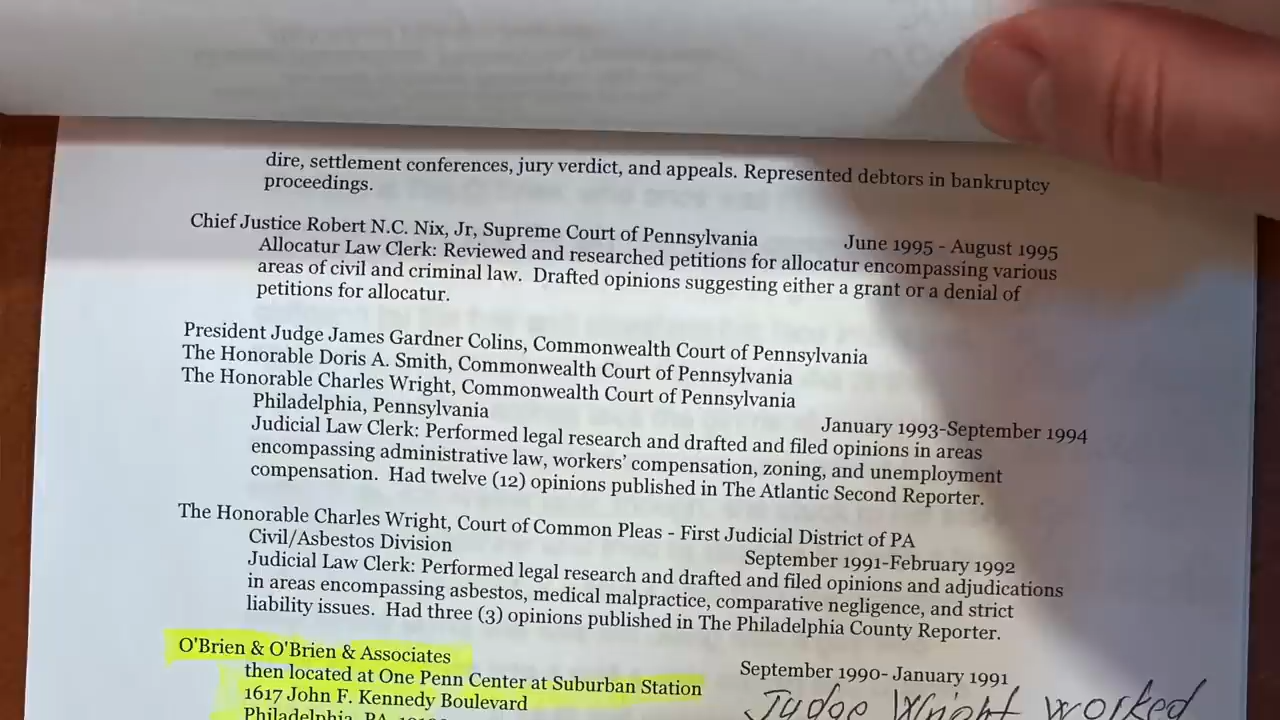 dire, settlement conferences, jury verdict, and appeals. Represented debtors in bankruptcy
proceedings.
Chief Justice Robert N.C. Nix, Jr, Supreme Court of Pennsylvania June 1995 - August 1995
Allocatur Law Clerk: Reviewed and researched petitions for allocatur encompassing various
areas of civil and criminal law. Drafted opinions suggesting either a grant or a denial of
petitions for allocatur.
President Judge James Gardner Colins, Commonwealth Court of Pennsylvania
The Honorable Doris A. Smith, Commonwealth Court of Pennsylvania
The Honorable Charles Wright, Commonwealth Court of Pennsylvania
Philadelphia, Pennsylvania January 1993-September 1994
Judicial Law Clerk: Performed legal research and drafted and filed opinions in areas
encompassing administrative law, workers' compensation, zoning, and unemployment
compensation. Had twelve (12) opinions published in The Atlantic Second Reporter.
The Honorable Charles Wright, Court of Common Pleas - First Judicial District of PA
Civil/Asbestos Division September 1991-February 1992
Judicial Law Clerk: Performed legal research and drafted and filed opinions and adjudications
in areas encompassing asbestos, medical malpractice, comparative negligence, and strict
liability issues. Had three (3) opinions published in The Philadelphia County Reporter.
O'Brien & O'Brien & Associates September 1990- January 1991
then located at One Penn Center at Suburban Station
1617 John F. Kennedy Boulevard
Judge Wright worked
Philadelphia, PA